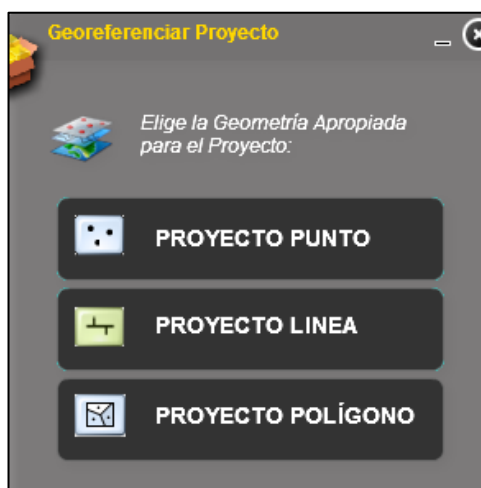 Georeferenciar Proyecto
Elige la Geometría Apropiada
para el Proyecto:
PROYECTO PUNTO
PROYECTO LINEA
PROYECTO POLÍGONO